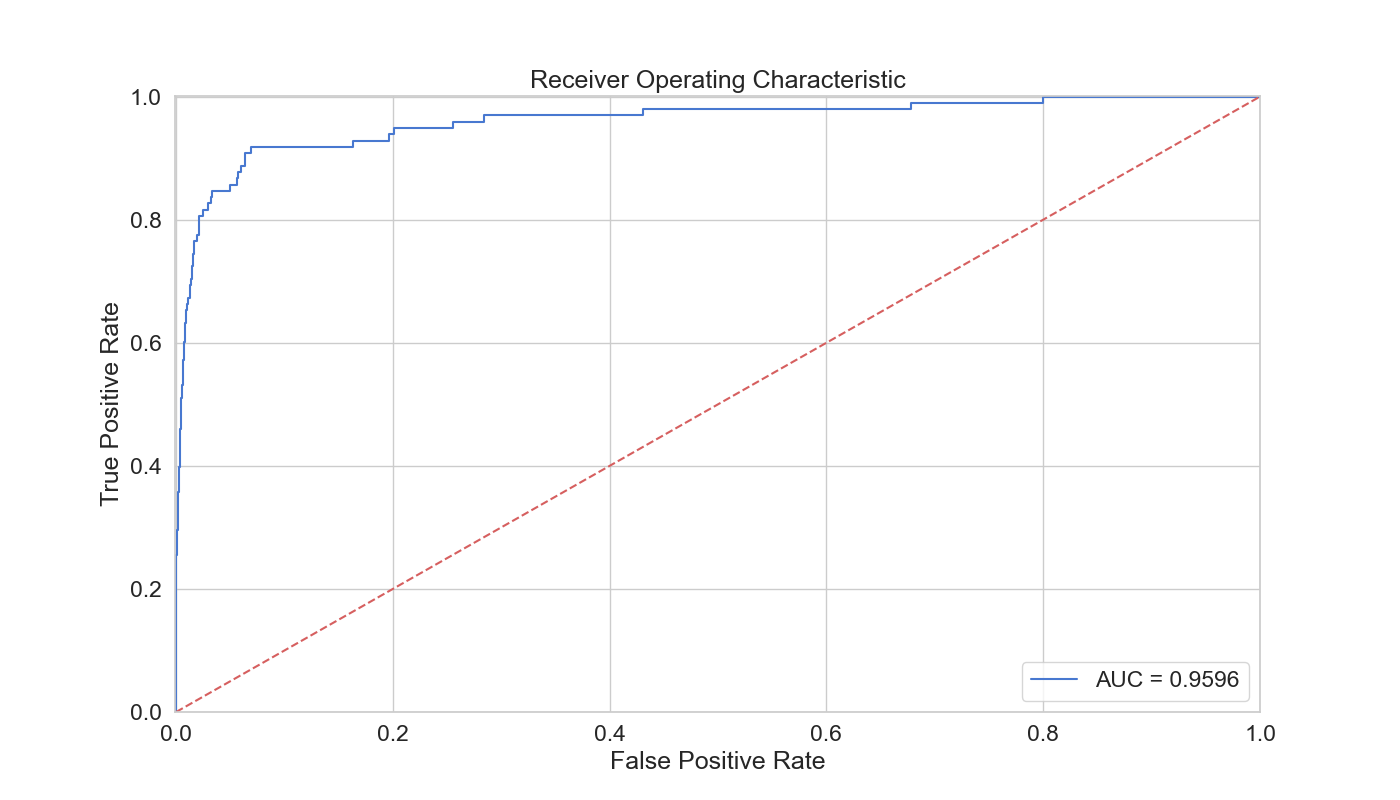 Receiver Operating Characteristic
1.0
0.8
0.6
0.4
0.2
0.0
True Positive Rate
AUC = 0.9596
0.0 0.2 0.4 0.6 0.8 1.0
False Positive Rate